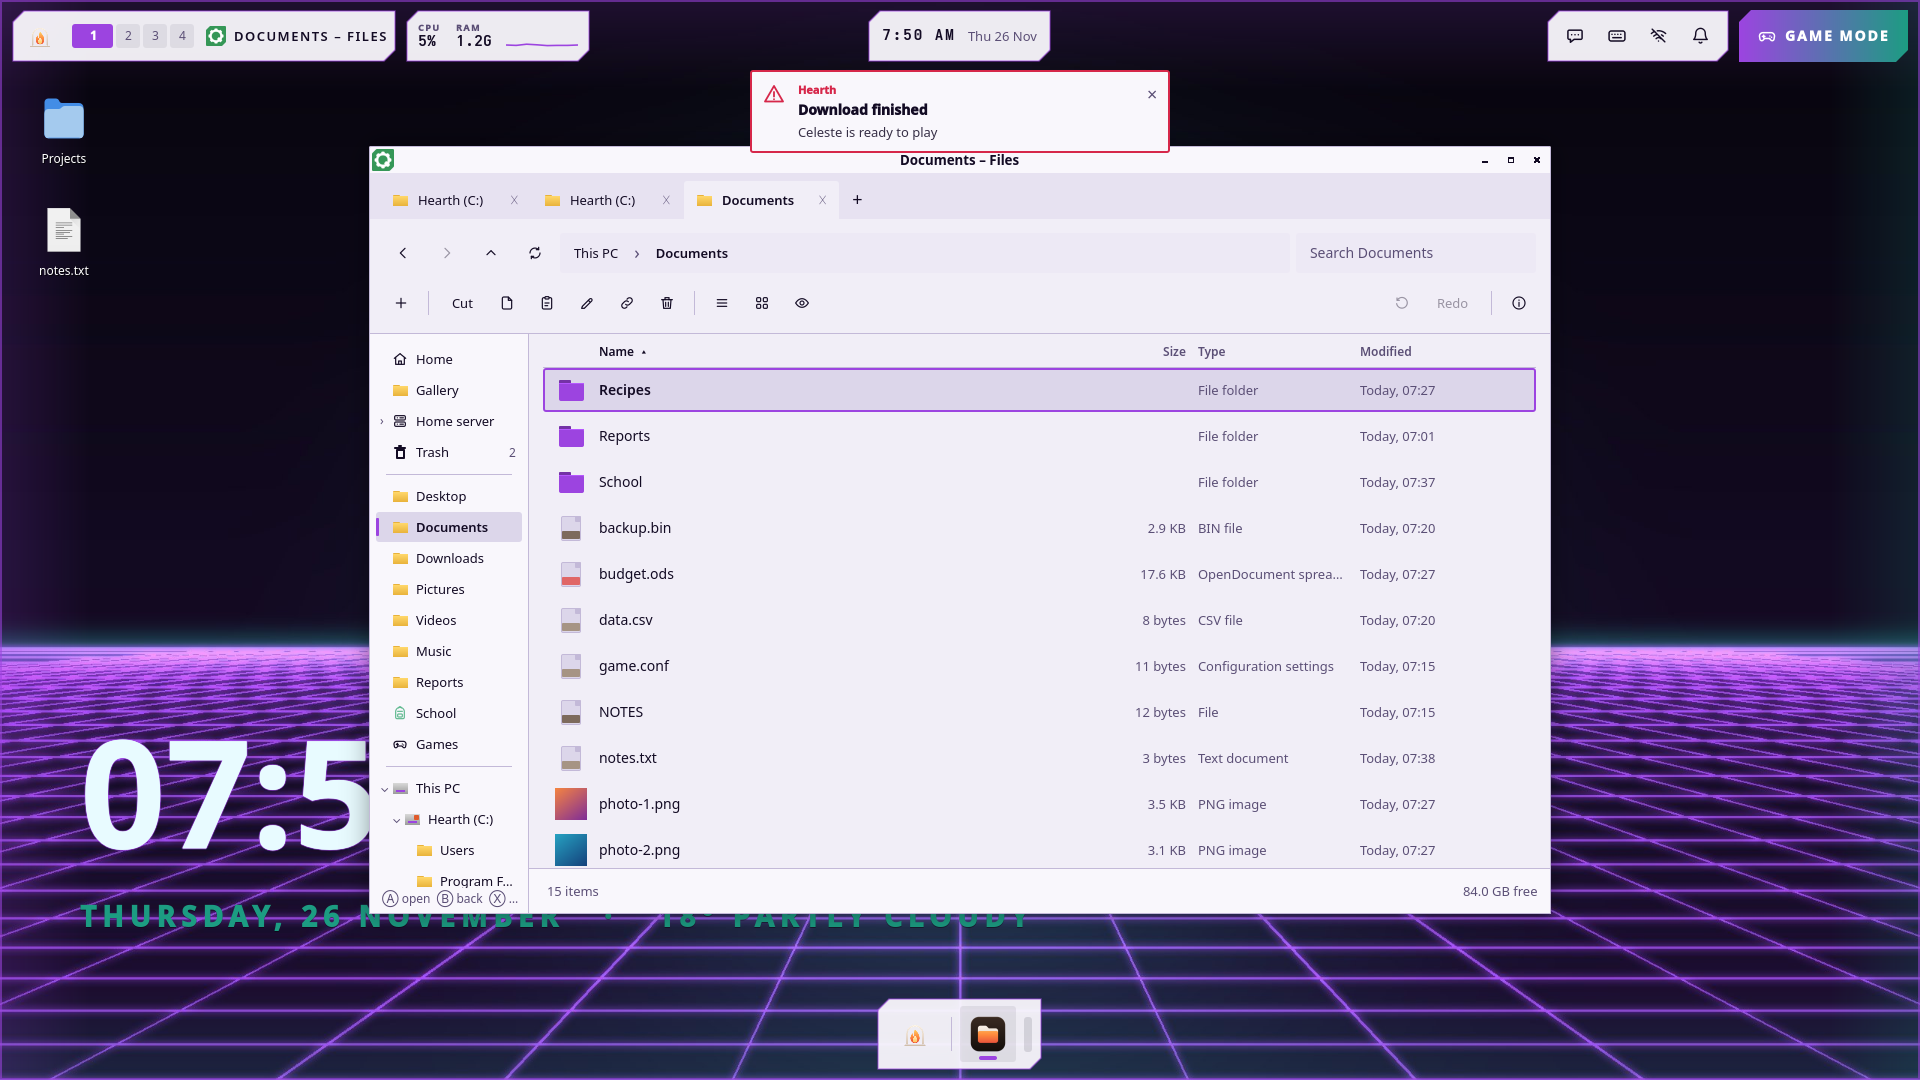 1 2 3 4 DOCUMENTS – FILES
CPU 5%
RAM 1.2G
7:50 AM Thu 26 Nov
GAME MODE
Hearth
Download finished
Celeste is ready to play
Projects
notes.txt
Documents – Files
Hearth (C:)
Hearth (C:)
Documents
This PC › Documents
Search Documents
Cut
Redo
Home
Gallery
Home server
Trash 2
Desktop
Documents
Downloads
Pictures
Videos
Music
Reports
School
Games
This PC
Hearth (C:)
Users
Program F...
A open B back X ...
Name Size Type Modified
Recipes File folder Today, 07:27
Reports File folder Today, 07:01
School File folder Today, 07:37
backup.bin 2.9 KB BIN file Today, 07:20
budget.ods 17.6 KB OpenDocument sprea... Today, 07:27
data.csv 8 bytes CSV file Today, 07:20
game.conf 11 bytes Configuration settings Today, 07:15
NOTES 12 bytes File Today, 07:15
notes.txt 3 bytes Text document Today, 07:38
photo-1.png 3.5 KB PNG image Today, 07:27
photo-2.png 3.1 KB PNG image Today, 07:27
15 items 84.0 GB free
07:5
THURSDAY, 26 NOVEMBER · 18° PARTLY CLOUDY